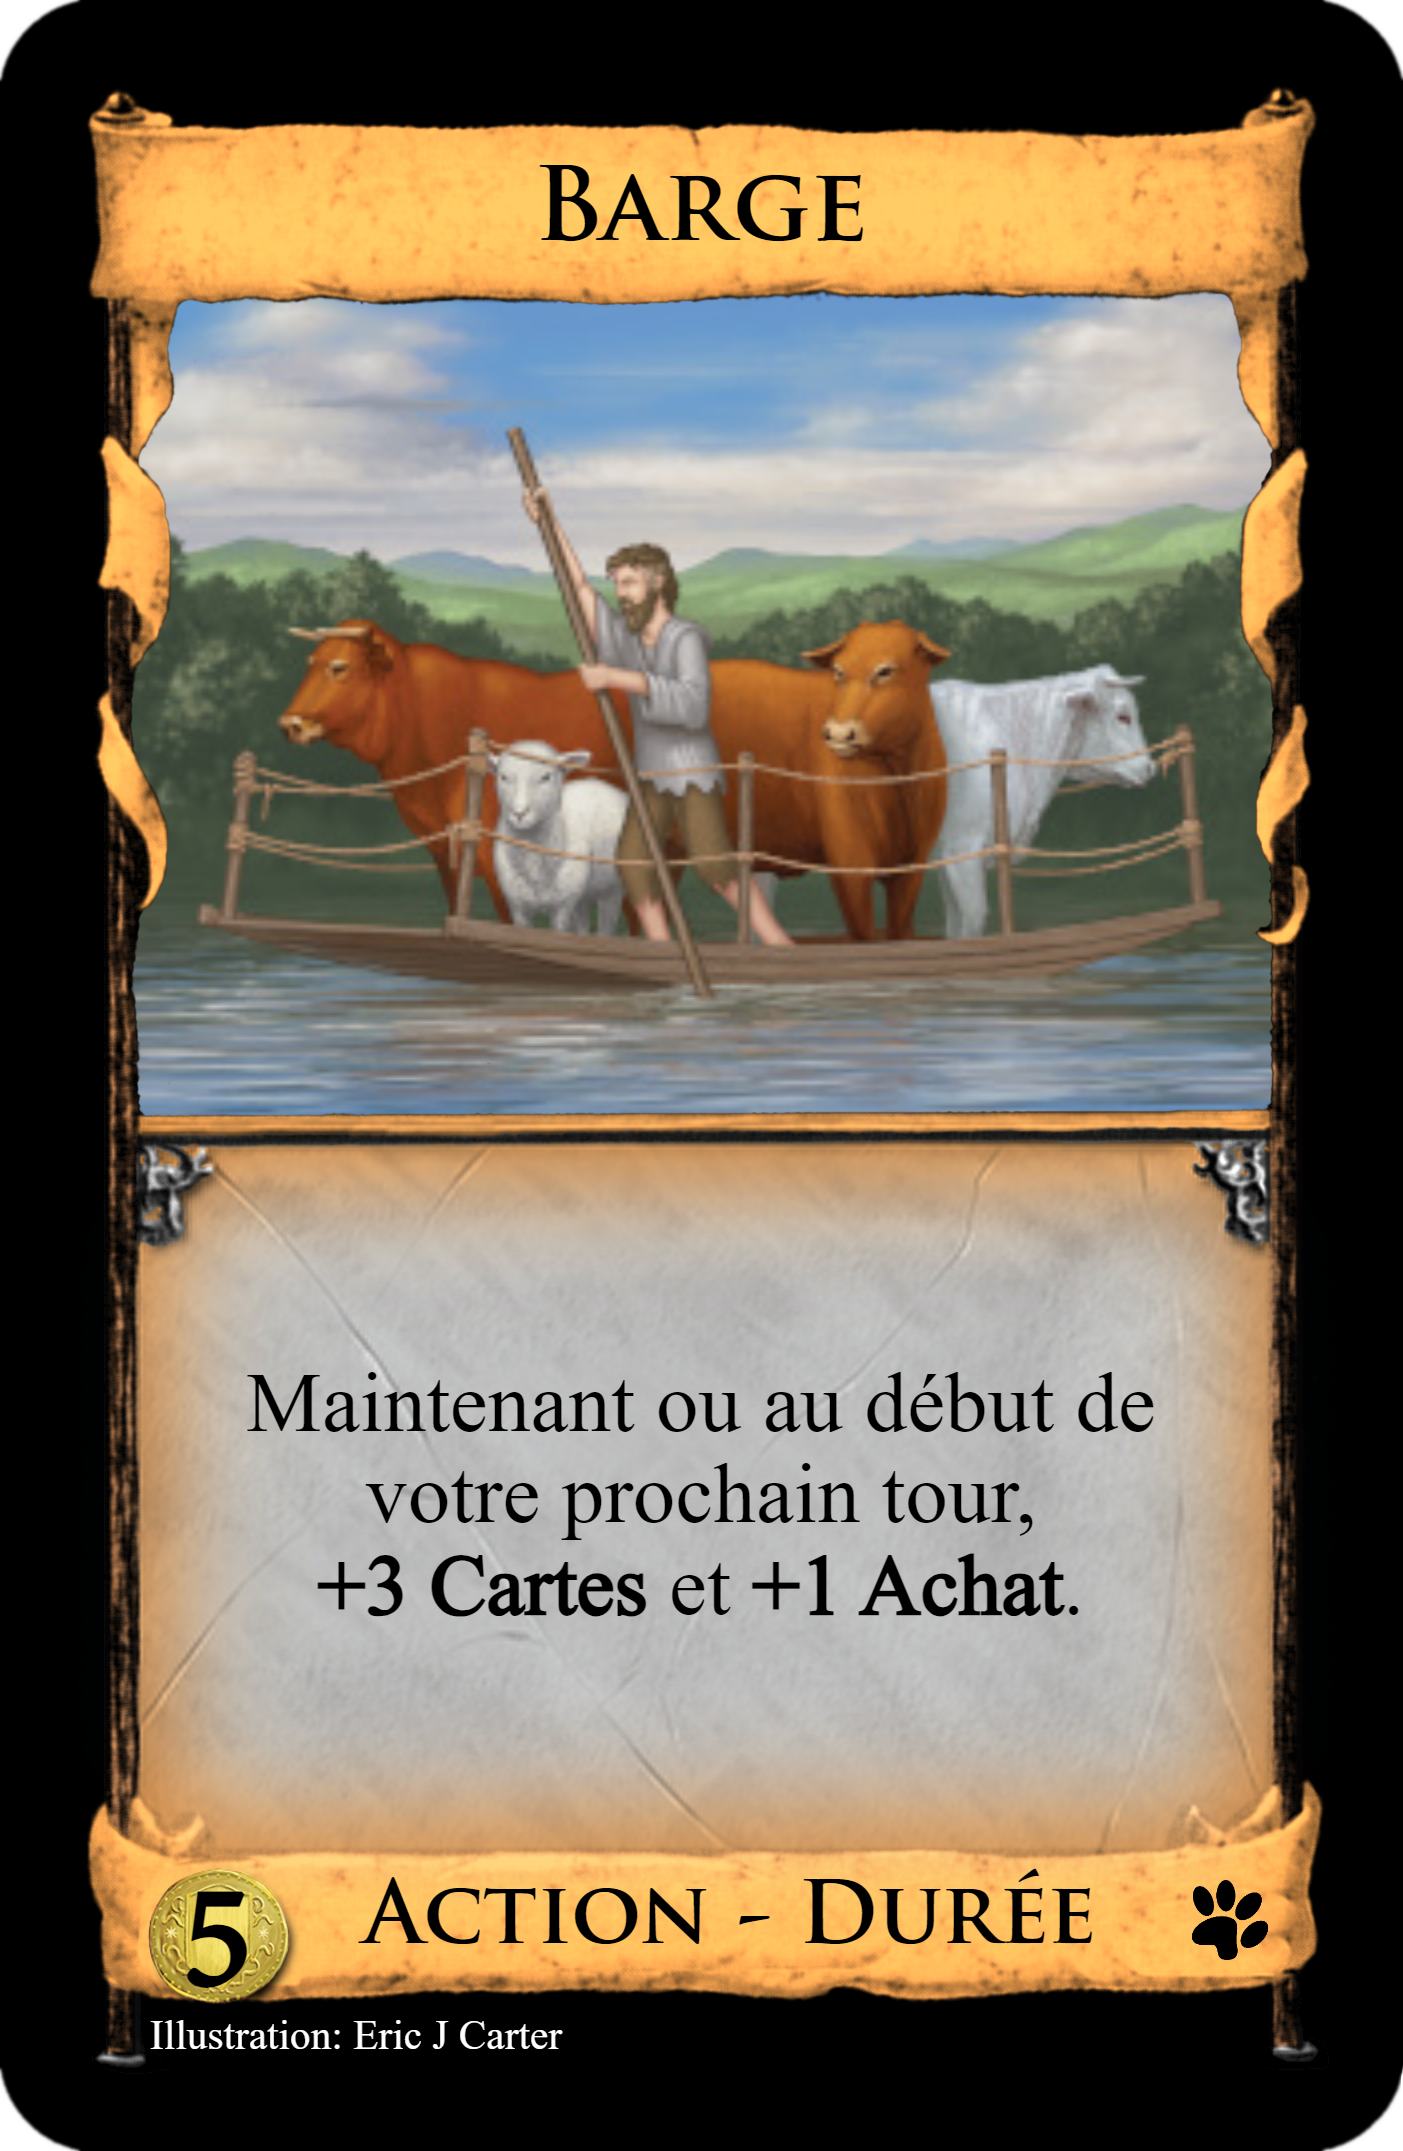 Barge
Maintenant ou au début de
votre prochain tour,
+3 Cartes et +1 Achat.
5
Action - Durée
Illustration: Eric J Carter